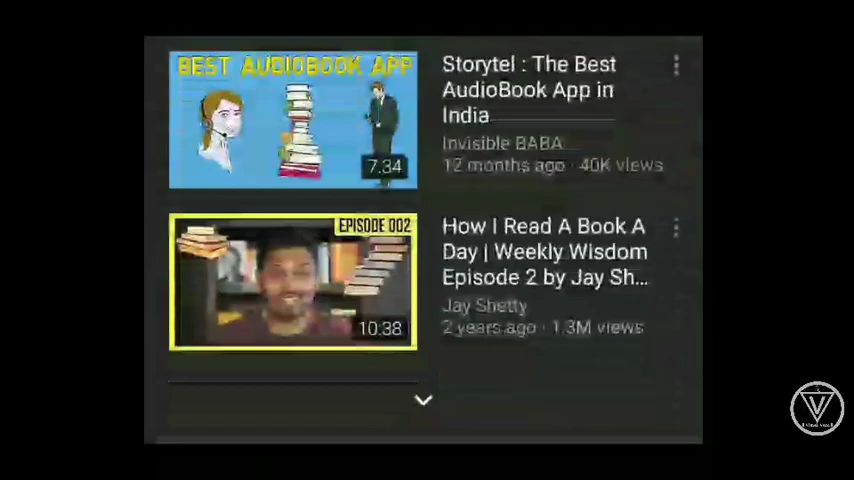 BEST AUDIOBOOK APP
7.34
Storytel : The Best
AudioBook App in
India
Invisible BABA
12 months ago · 40K views
EPISODE 002
10:38
How I Read A Book A
Day | Weekly Wisdom
Episode 2 by Jay Sh...
Jay Shetty
2 years ago · 1.3M views